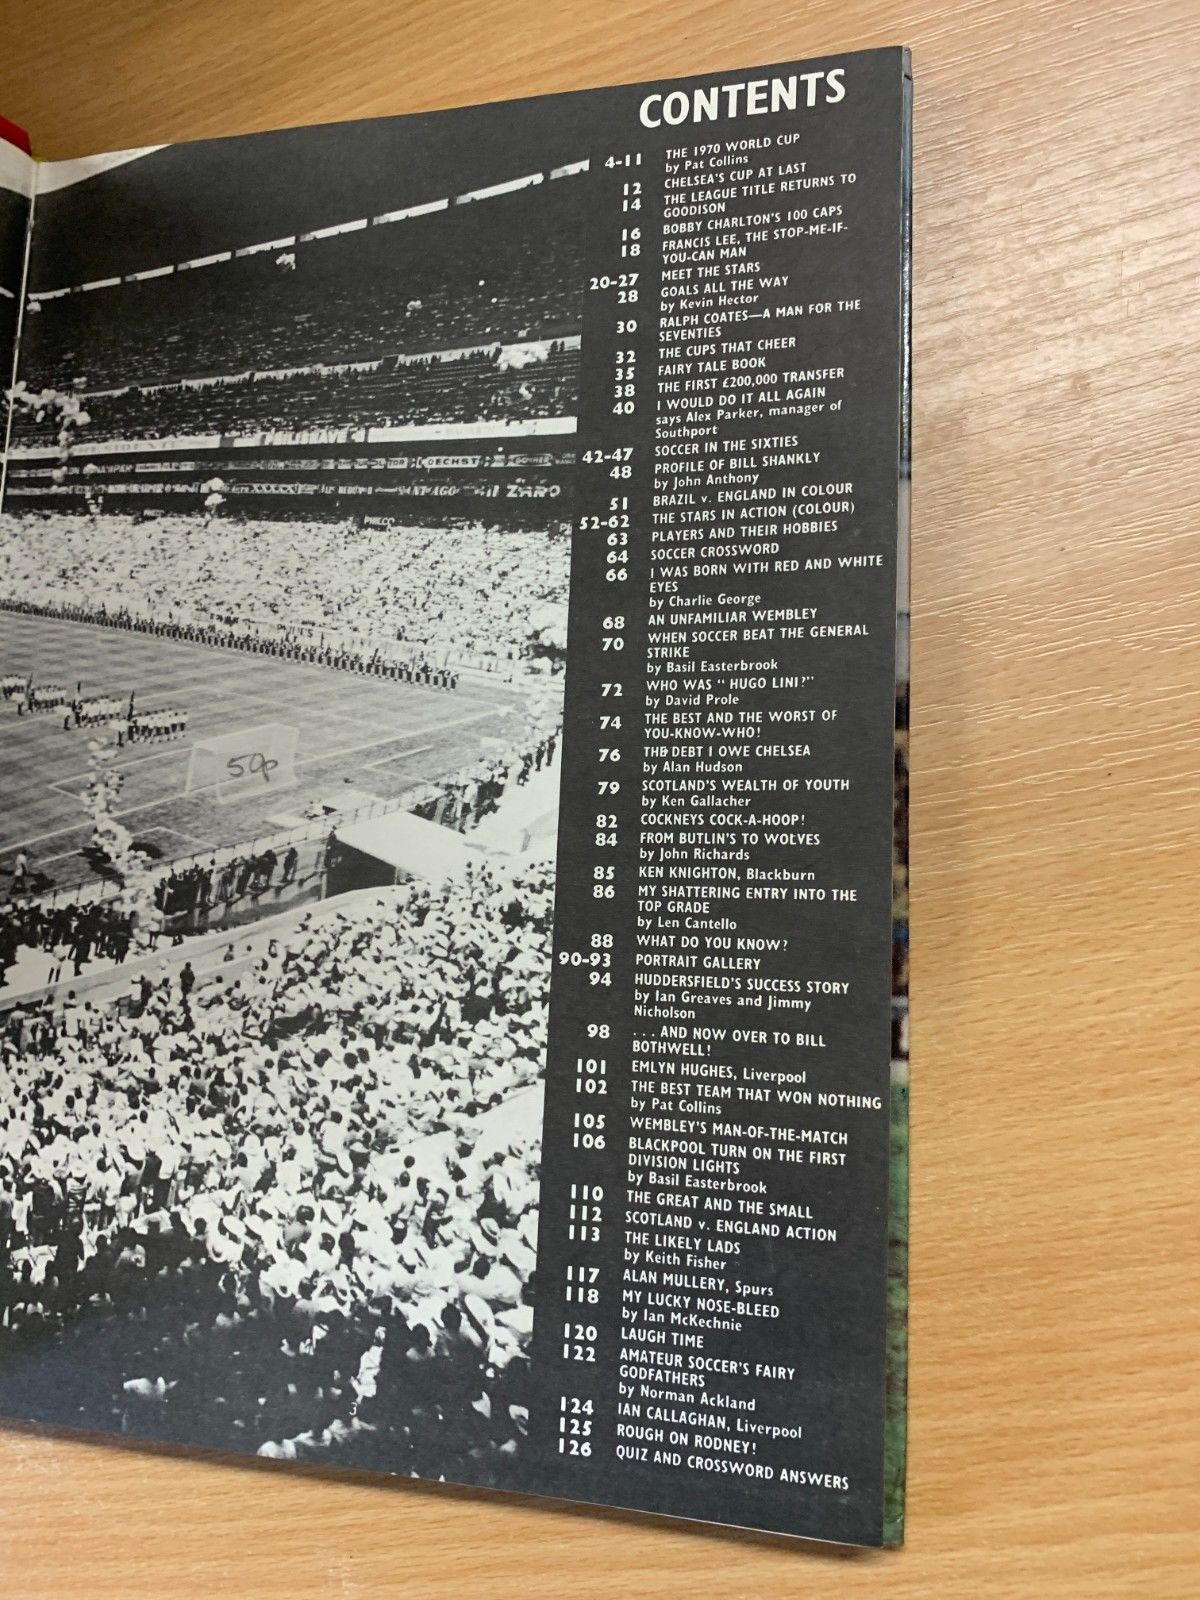 CONTENTS
4-11 THE 1970 WORLD CUP
by Pat Collins
12 CHELSEA'S CUP AT LAST
14 THE LEAGUE TITLE RETURNS TO
GOODISON
16 BOBBY CHARLTON'S 100 CAPS
18 FRANCIS LEE, THE STOP-ME-IF-
YOU-CAN MAN
20-27 MEET THE STARS
28 GOALS ALL THE WAY
by Kevin Hector
30 RALPH COATES—A MAN FOR THE
SEVENTIES
32 THE CUPS THAT CHEER
35 FAIRY TALE BOOK
38 THE FIRST £200,000 TRANSFER
40 I WOULD DO IT ALL AGAIN
says Alex Parker, manager of
Southport
42-47 SOCCER IN THE SIXTIES
48 PROFILE OF BILL SHANKLY
by John Anthony
51 BRAZIL v. ENGLAND IN COLOUR
52-62 THE STARS IN ACTION (COLOUR)
63 PLAYERS AND THEIR HOBBIES
64 SOCCER CROSSWORD
66 I WAS BORN WITH RED AND WHITE
EYES
by Charlie George
68 AN UNFAMILIAR WEMBLEY
70 WHEN SOCCER BEAT THE GENERAL
STRIKE
by Basil Easterbrook
72 WHO WAS "HUGO LINI?"
by David Prole
74 THE BEST AND THE WORST OF
YOU-KNOW-WHO!
76 THE DEBT I OWE CHELSEA
by Alan Hudson
79 SCOTLAND'S WEALTH OF YOUTH
by Ken Gallacher
82 COCKNEYS COCK-A-HOOP!
84 FROM BUTLIN'S TO WOLVES
by John Richards
85 KEN KNIGHTON, Blackburn
86 MY SHATTERING ENTRY INTO THE
TOP GRADE
by Len Cantello
88 WHAT DO YOU KNOW?
90-93 PORTRAIT GALLERY
94 HUDDERSFIELD'S SUCCESS STORY
by Ian Greaves and Jimmy
Nicholson
98 . . . AND NOW OVER TO BILL
BOTHWELL!
101 EMLYN HUGHES, Liverpool
102 THE BEST TEAM THAT WON NOTHING
by Pat Collins
105 WEMBLEY'S MAN-OF-THE-MATCH
106 BLACKPOOL TURN ON THE FIRST
DIVISION LIGHTS
by Basil Easterbrook
110 THE GREAT AND THE SMALL
112 SCOTLAND v. ENGLAND ACTION
113 THE LIKELY LADS
by Keith Fisher
117 ALAN MULLERY, Spurs
118 MY LUCKY NOSE-BLEED
by Ian McKechnie
120 LAUGH TIME
122 AMATEUR SOCCER'S FAIRY
GODFATHERS
by Norman Ackland
124 IAN CALLAGHAN, Liverpool
125 ROUGH ON RODNEY!
126 QUIZ AND CROSSWORD ANSWERS
HOECHST
PHILCO
50p
3